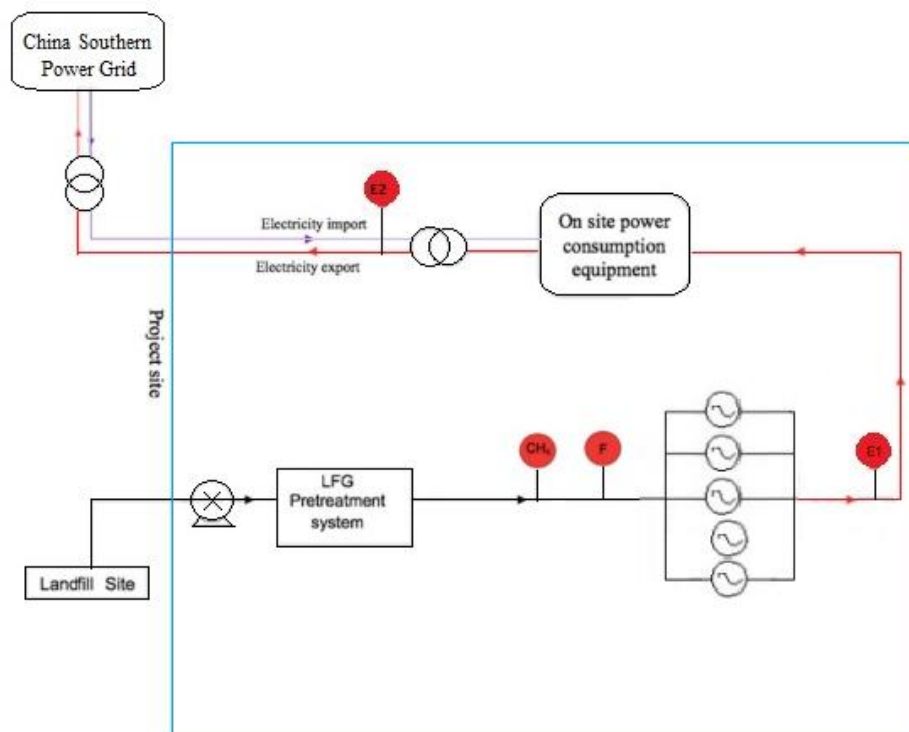 China Southern
Power Grid
E2
Electricity import
Electricity export
On site power
consumption
equipment
Project site
CH₄
F
E1
LFG
Pretreatment
system
Landfill Site